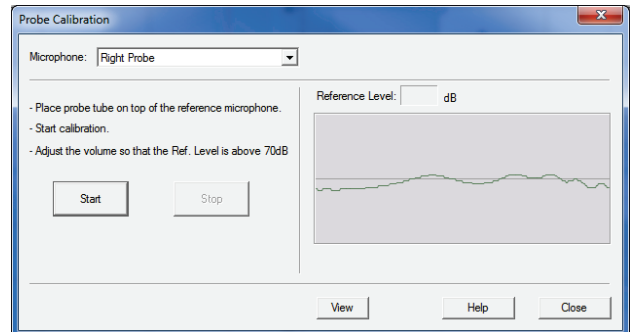 Probe Calibration
Microphone: Right Probe
- Place probe tube on top of the reference microphone.
- Start calibration.
- Adjust the volume so that the Ref. Level is above 70dB
Start
Stop
Reference Level: dB
View
Help
Close